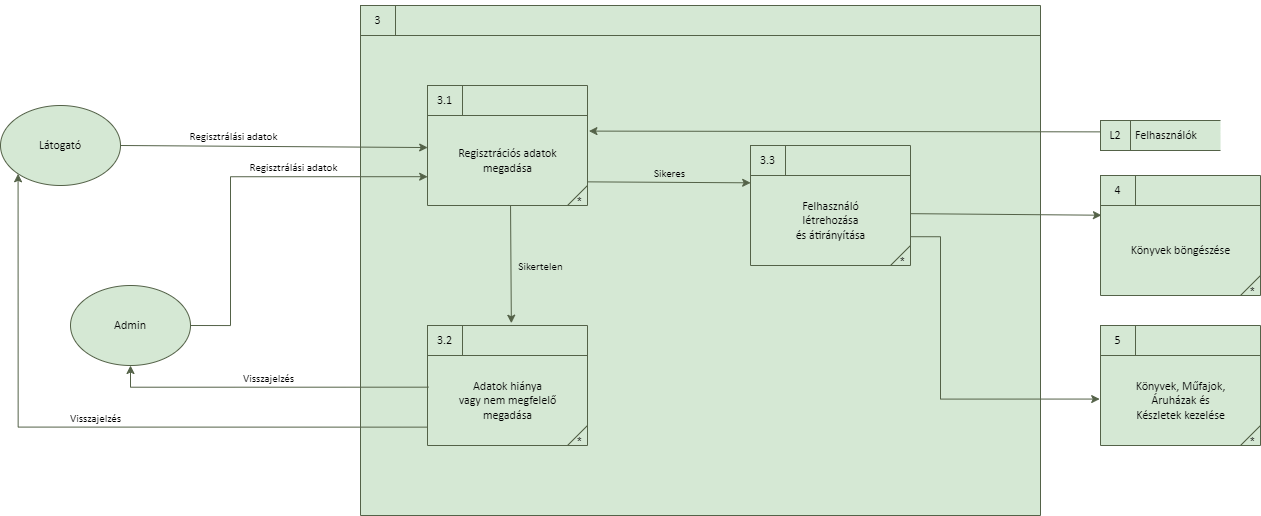 3
3.1
Regisztrációs adatok
megadása
*
Látogató
Regisztrálási adatok
Regisztrálási adatok
L2
Felhasználók
Sikeres
3.3
Felhasználó
létrehozása
és átirányítása
*
4
Könyvek böngészése
*
Sikertelen
Admin
3.2
Adatok hiánya
vagy nem megfelelő
megadása
*
Visszajelzés
Visszajelzés
5
Könyvek, Műfajok,
Áruházak és
Készletek kezelése
*